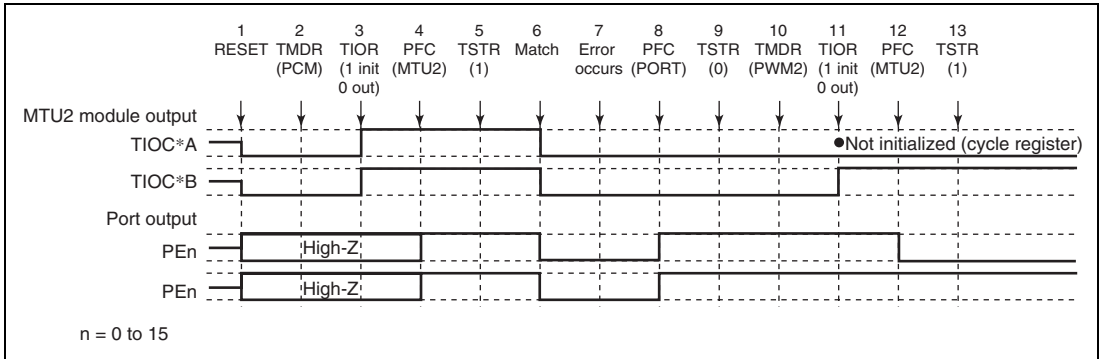 1 2 3 4 5 6 7 8 9 10 11 12 13
RESET TMDR TIOR PFC TSTR Match Error PFC TSTR TMDR TIOR PFC TSTR
(PCM) (1 init (MTU2) (1) occurs (PORT) (0) (PWM2) (1 init (MTU2) (1)
0 out) 0 out)
MTU2 module output
TIOC*A ●Not initialized (cycle register)
TIOC*B
Port output
PEn High-Z
PEn High-Z
n = 0 to 15